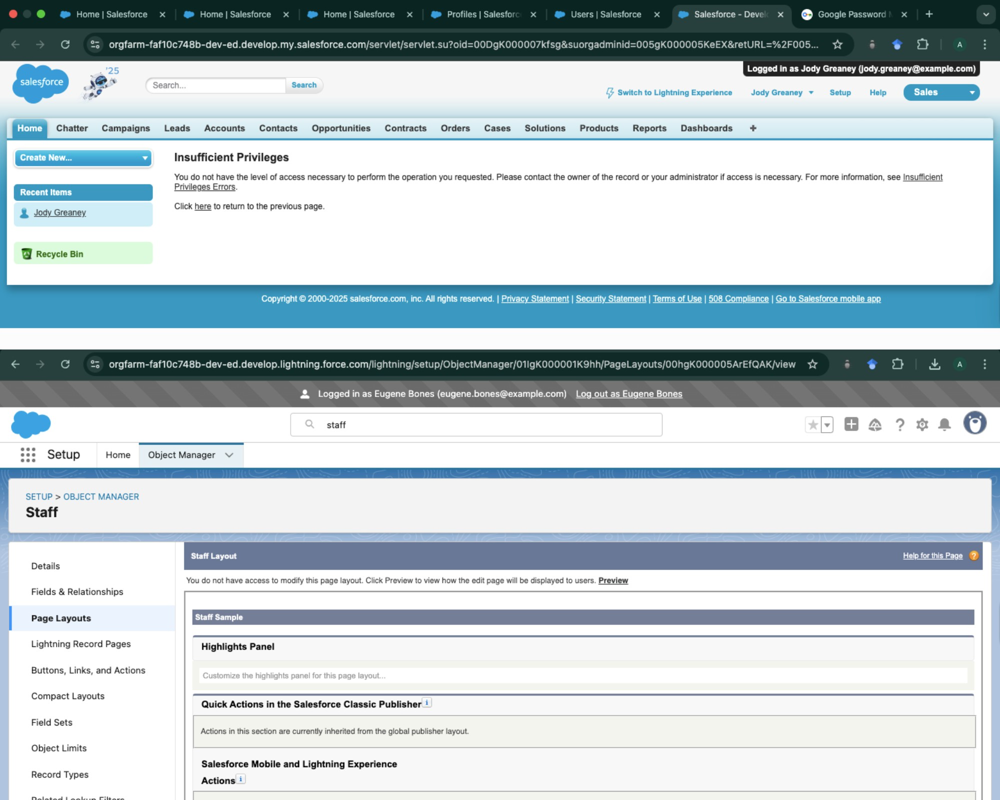 Home | Salesforce
Home | Salesforce
Home | Salesforce
Profiles | Salesforc
Users | Salesforce
Salesforce - Devel
Google Password
orgfarm-faf10c748b-dev-ed.develop.my.salesforce.com/servlet/servlet.su?oid=00DgK000007kfsg&suorgadminid=005gK000005KeEX&retURL=%2F005...
A
salesforce
'25
Search...
Search
Logged in as Jody Greaney (jody.greaney@example.com)
Switch to Lightning Experience
Jody Greaney
Setup
Help
Sales
Home Chatter Campaigns Leads Accounts Contacts Opportunities Contracts Orders Cases Solutions Products Reports Dashboards +
Create New...
Recent Items
Jody Greaney
Recycle Bin
Insufficient Privileges
You do not have the level of access necessary to perform the operation you requested. Please contact the owner of the record or your administrator if access is necessary. For more information, see Insufficient
Privileges Errors.
Click here to return to the previous page.
Copyright © 2000-2025 salesforce.com, inc. All rights reserved. | Privacy Statement | Security Statement | Terms of Use | 508 Compliance | Go to Salesforce mobile app
orgfarm-faf10c748b-dev-ed.develop.lightning.force.com/lightning/setup/ObjectManager/01IgK000001K9hh/PageLayouts/00hgK000005ArEfQAK/view
A
Logged in as Eugene Bones (eugene.bones@example.com) Log out as Eugene Bones
staff
Setup
Home
Object Manager
SETUP > OBJECT MANAGER
Staff
Details
Fields & Relationships
Page Layouts
Lightning Record Pages
Buttons, Links, and Actions
Compact Layouts
Field Sets
Object Limits
Record Types
Related Lookup Filters
Staff Layout
Help for this Page ?
You do not have access to modify this page layout. Click Preview to view how the edit page will be displayed to users. Preview
Staff Sample
Highlights Panel
Customize the highlights panel for this page layout...
Quick Actions in the Salesforce Classic Publisher i
Actions in this section are currently inherited from the global publisher layout.
Salesforce Mobile and Lightning Experience
Actions i